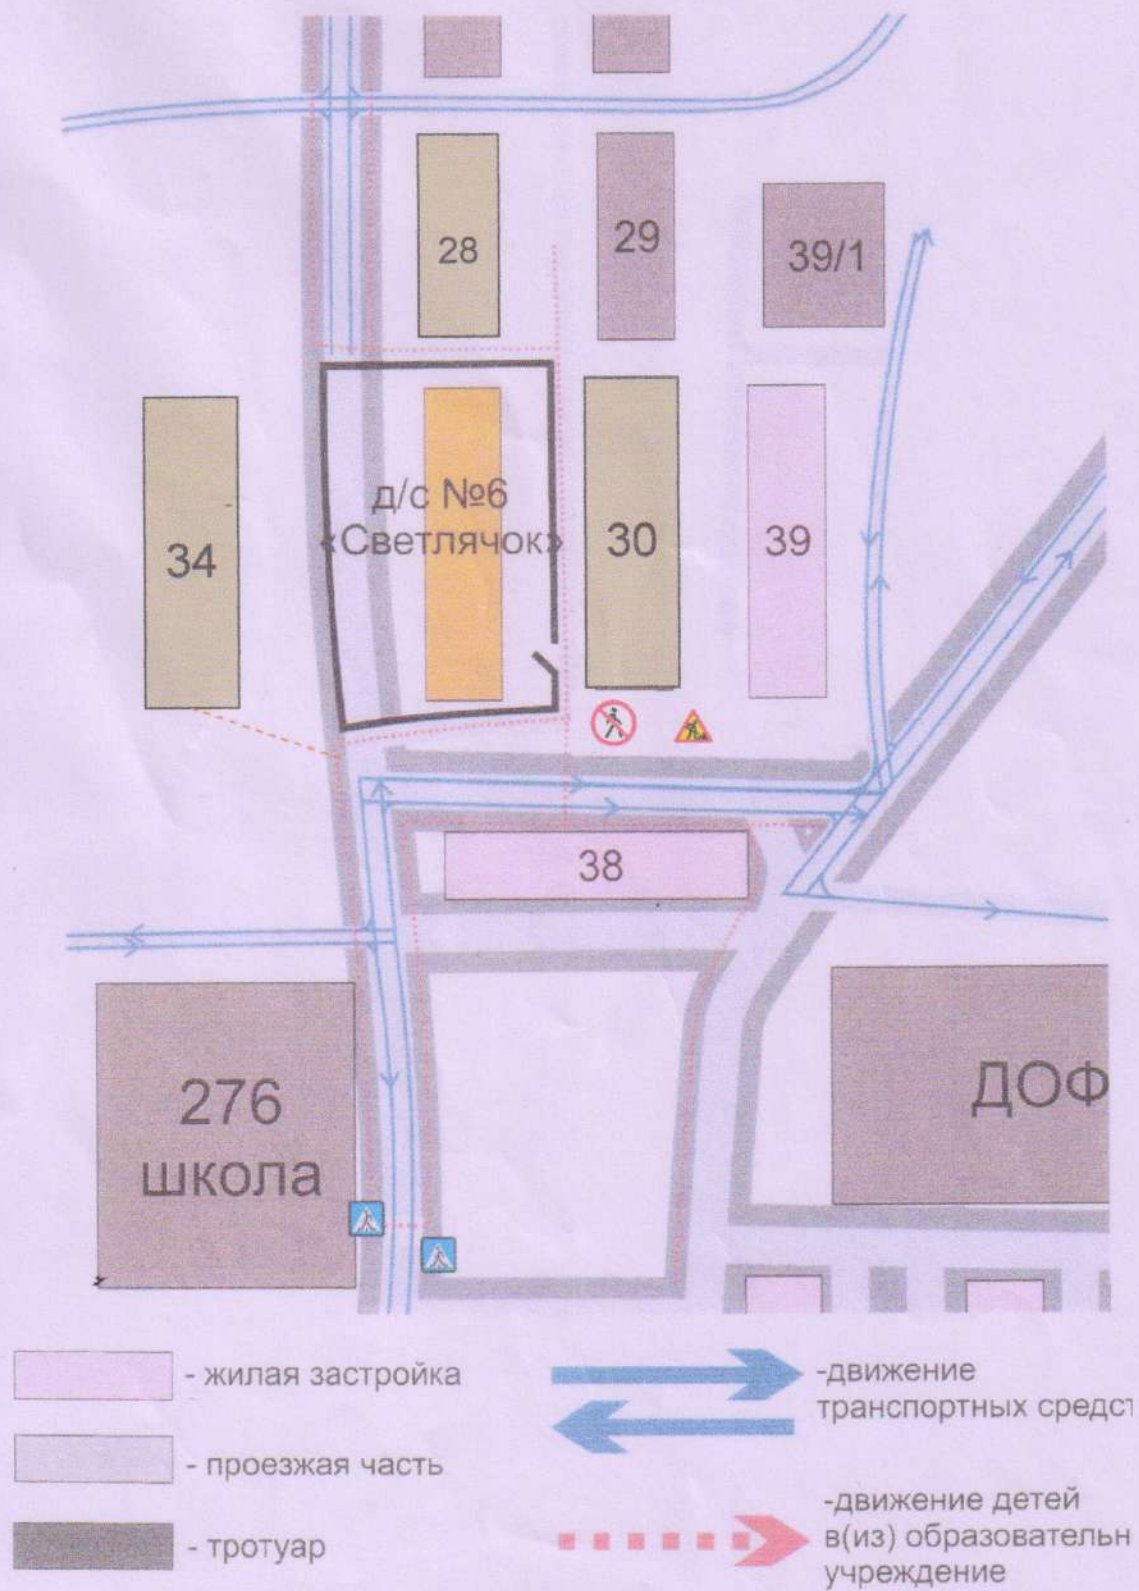 28
29
39/1
34
д/с №6
«Светлячок»
30
39
38
276
школа
ДОФ
- жилая застройка
- проезжая часть
- тротуар
-движение
транспортных средст
-движение детей
в(из) образовательн
учреждение